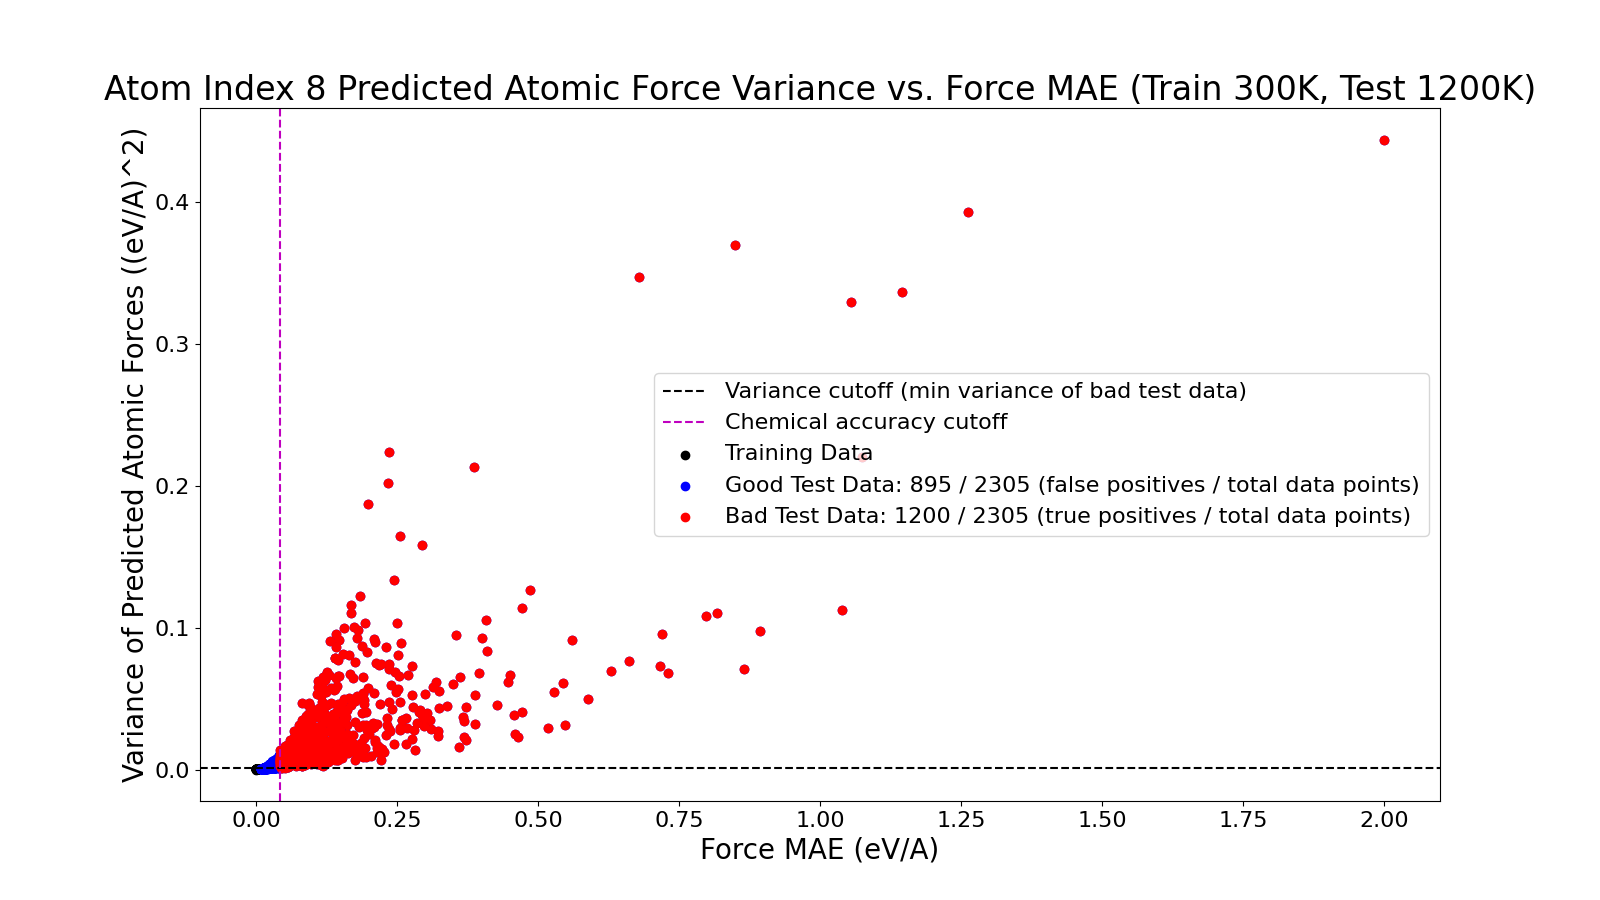 Atom Index 8 Predicted Atomic Force Variance vs. Force MAE (Train 300K, Test 1200K)
Variance of Predicted Atomic Forces ((eV/A)^2)
0.4
0.3
0.2
0.1
0.0
Variance cutoff (min variance of bad test data)
Chemical accuracy cutoff
Training Data
Good Test Data: 895 / 2305 (false positives / total data points)
Bad Test Data: 1200 / 2305 (true positives / total data points)
0.00 0.25 0.50 0.75 1.00 1.25 1.50 1.75 2.00
Force MAE (eV/A)